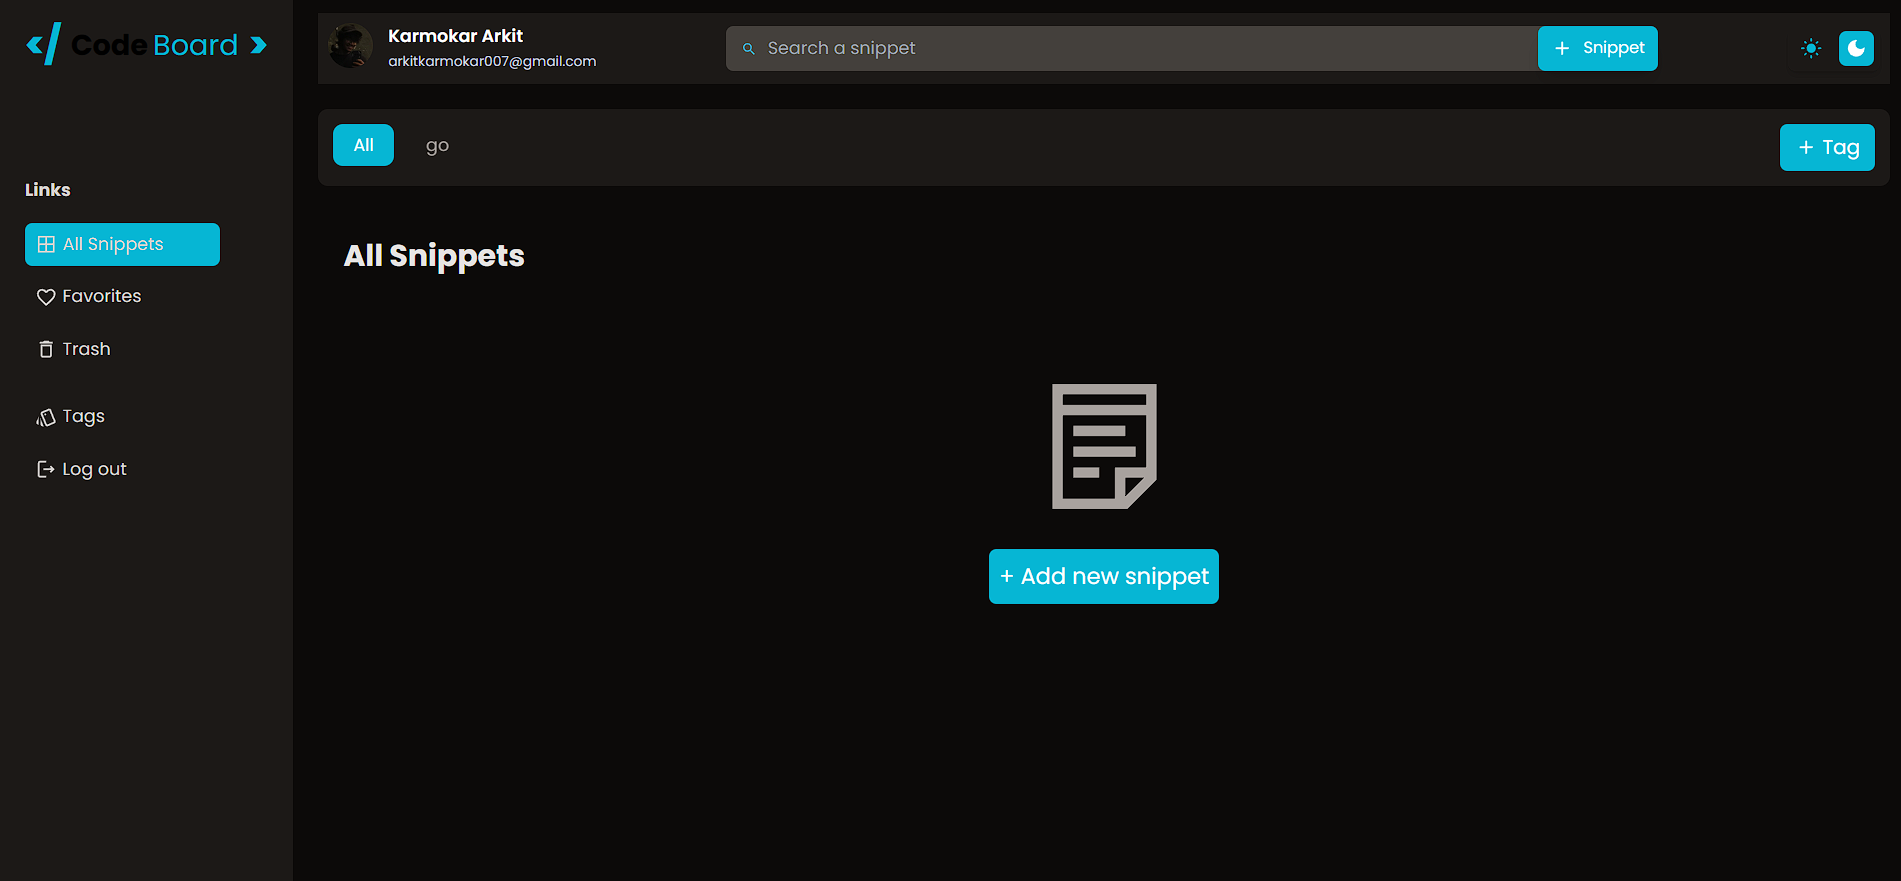 Code Board
Karmokar Arkit
arkitkarmokar007@gmail.com
Search a snippet
+ Snippet
All
go
+ Tag
Links
All Snippets
Favorites
Trash
Tags
Log out
All Snippets
+ Add new snippet